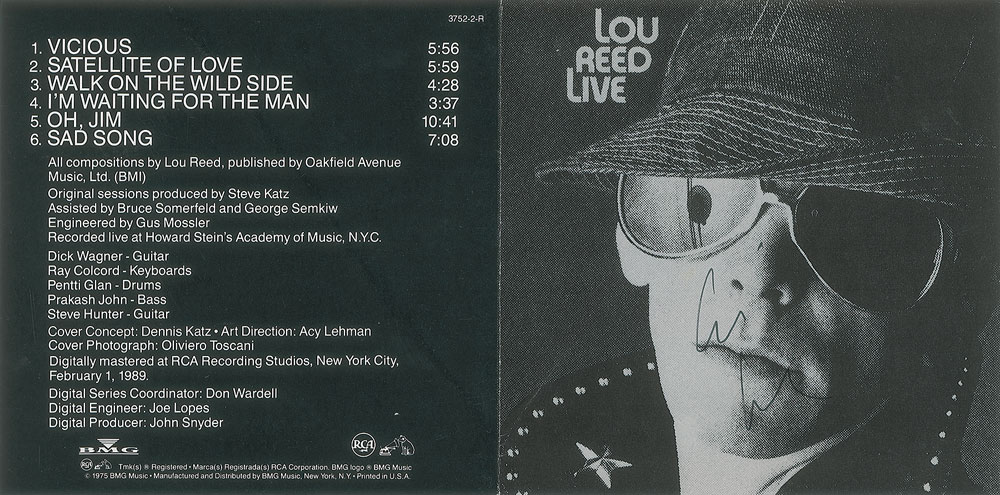 3752-2-R
1. VICIOUS 5:56
2. SATELLITE OF LOVE 5:59
3. WALK ON THE WILD SIDE 4:28
4. I'M WAITING FOR THE MAN 3:37
5. OH, JIM 10:41
6. SAD SONG 7:08
All compositions by Lou Reed, published by Oakfield Avenue
Music, Ltd. (BMI)
Original sessions produced by Steve Katz
Assisted by Bruce Somerfeld and George Semkiw
Engineered by Gus Mossler
Recorded live at Howard Stein's Academy of Music, N.Y.C.
Dick Wagner - Guitar
Ray Colcord - Keyboards
Pentti Glan - Drums
Prakash John - Bass
Steve Hunter - Guitar
Cover Concept: Dennis Katz • Art Direction: Acy Lehman
Cover Photograph: Oliviero Toscani
Digitally mastered at RCA Recording Studios, New York City,
February 1, 1989.
Digital Series Coordinator: Don Wardell
Digital Engineer: Joe Lopes
Digital Producer: John Snyder
BMG RCA
Tmk(s) ® Registered • Marca(s) Registrada(s) RCA Corporation. BMG logo ® BMG Music
© 1975 BMG Music • Manufactured and Distributed by BMG Music, New York, N.Y. • Printed in U.S.A.
LOU
REED
LIVE